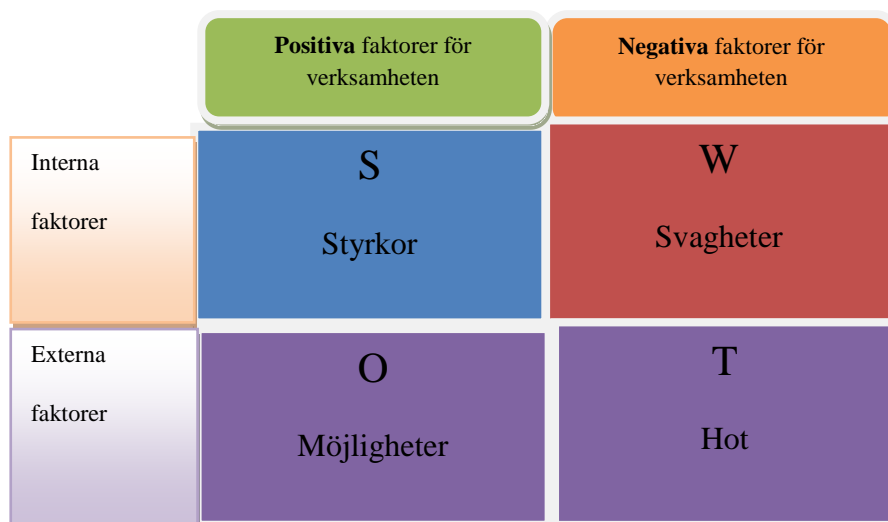 Positiva faktorer för
verksamheten
Negativa faktorer för
verksamheten
Interna
faktorer
S
Styrkor
W
Svagheter
Externa
faktorer
O
Möjligheter
T
Hot